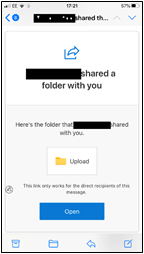 EE 17:21 57%
shared th...
shared a
folder with you
Here's the folder that shared
with you.
Upload
This link only works for the direct recipients of this
message.
Open